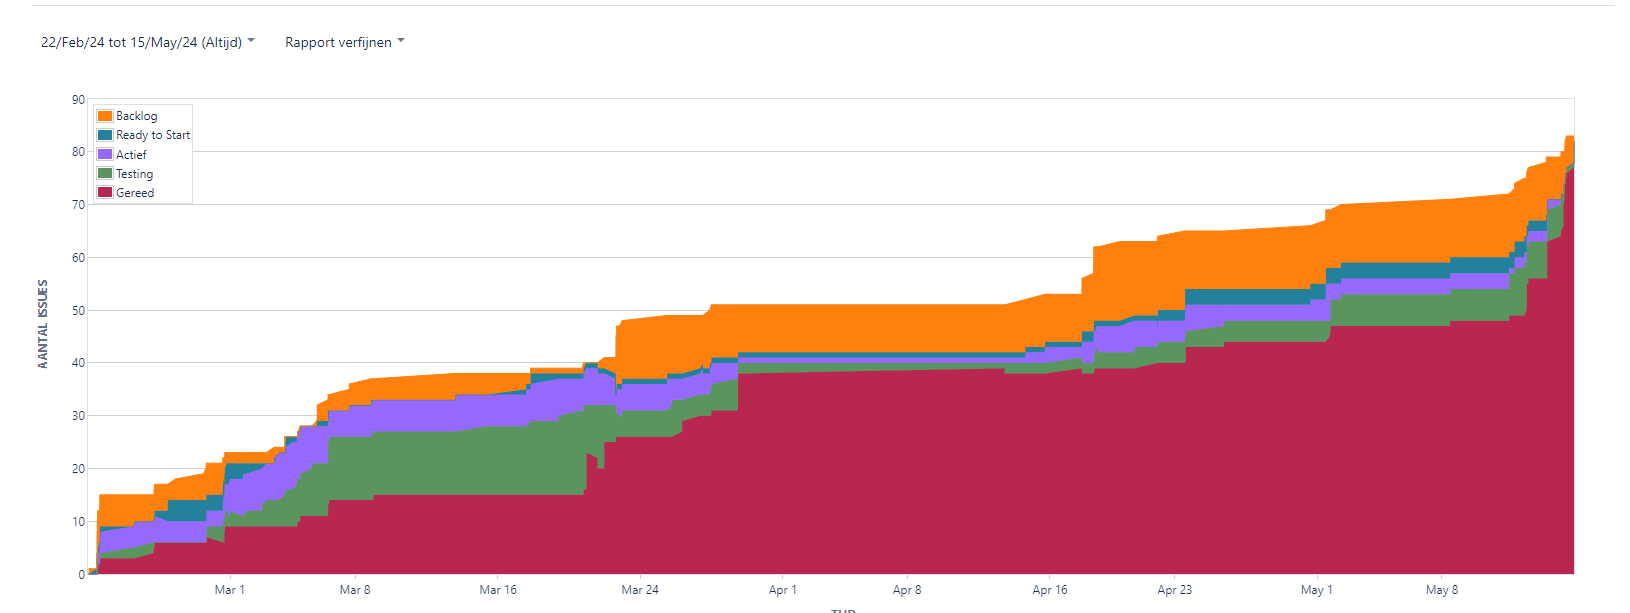 22/Feb/24 tot 15/May/24 (Altijd) Rapport verfijnen
90
Backlog
Ready to Start
80
Actief
Testing
Gereed
70
60
50
AANTAL ISSUES
40
30
20
10
0
Mar 1 Mar 8 Mar 16 Mar 24 Apr 1 Apr 8 Apr 16 Apr 23 May 1 May 8